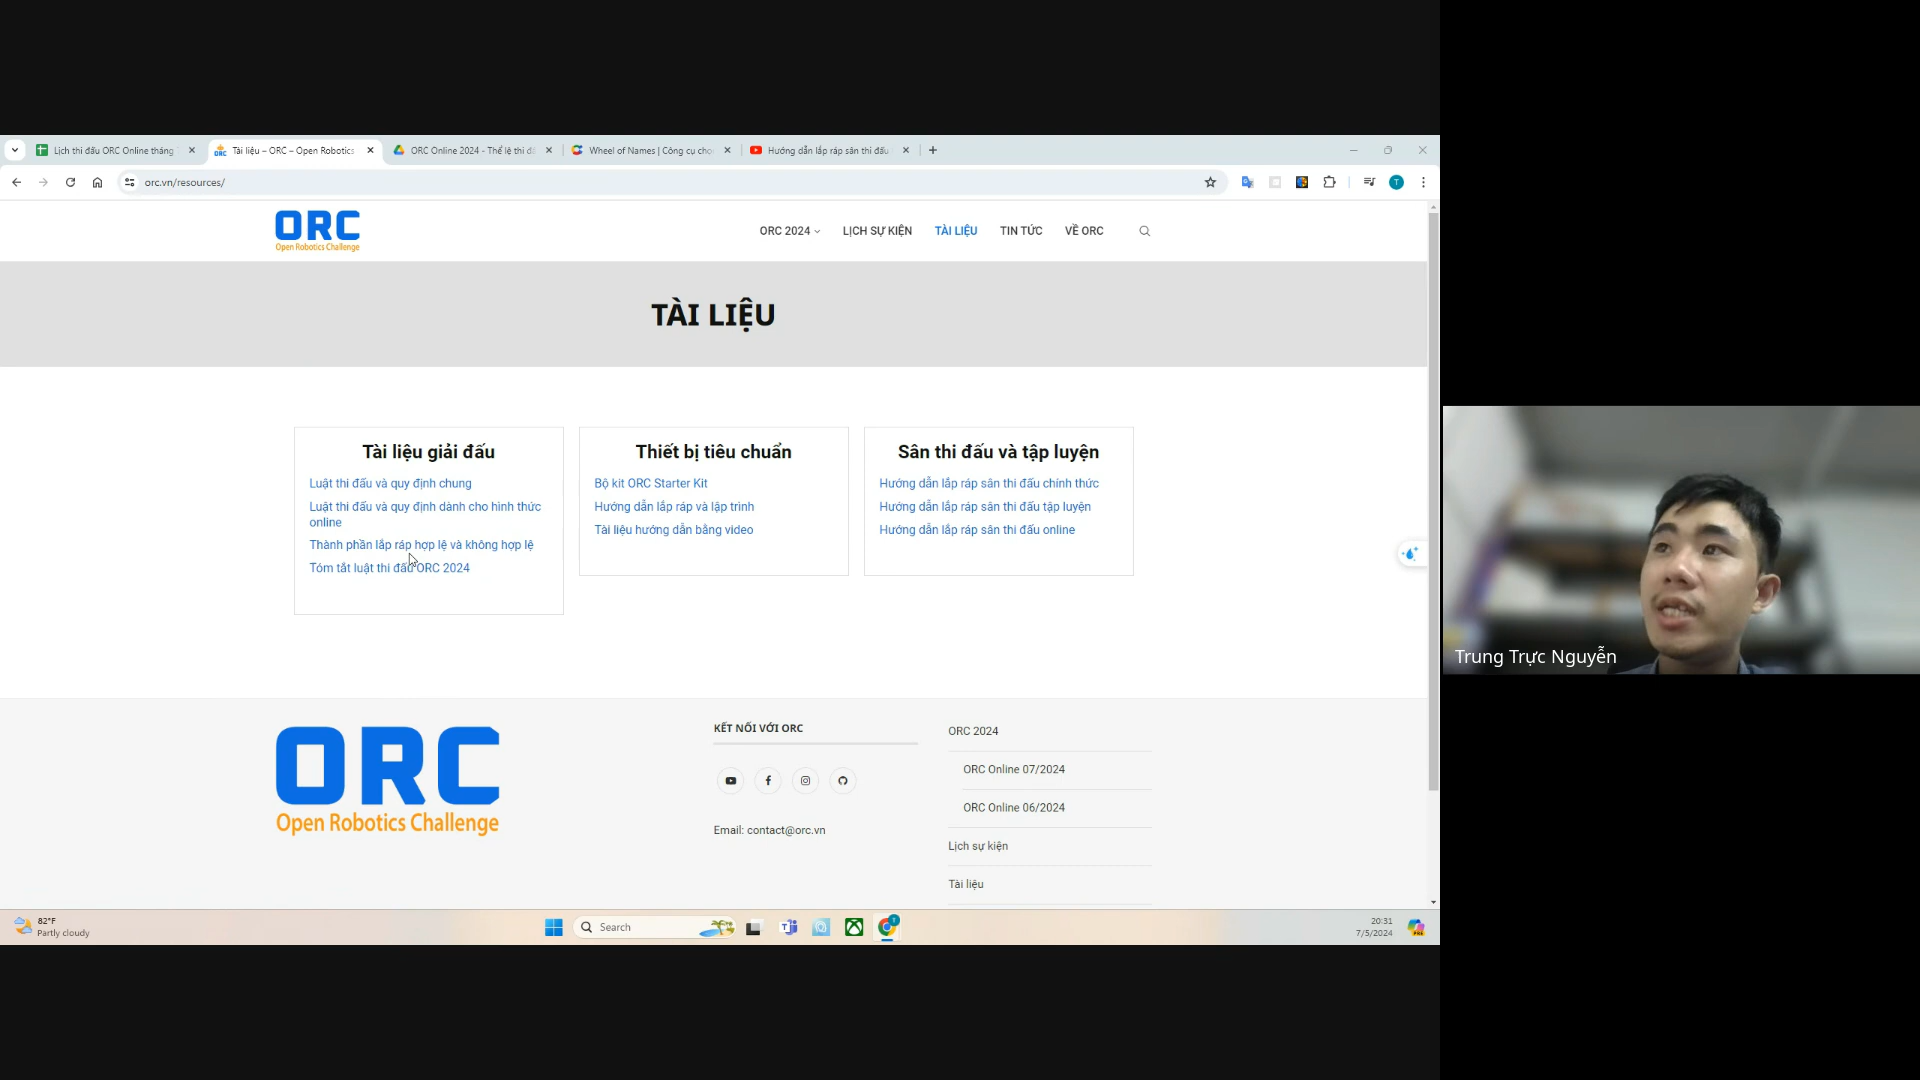 Lịch thi đấu ORC Online tháng 7
Tài liệu – ORC – Open Robotics
ORC Online 2024 - Thể lệ thi đấ
Wheel of Names | Công cụ cho
Hướng dẫn lắp ráp sân thi đấu
orc.vn/resources/
T
ORC
Open Robotics Challenge
ORC 2024
LỊCH SỰ KIỆN
TÀI LIỆU
TIN TỨC
VỀ ORC
TÀI LIỆU
Tài liệu giải đấu
Luật thi đấu và quy định chung
Luật thi đấu và quy định dành cho hình thức
online
Thành phần lắp ráp hợp lệ và không hợp lệ
Tóm tắt luật thi đấu ORC 2024
Thiết bị tiêu chuẩn
Bộ kit ORC Starter Kit
Hướng dẫn lắp ráp và lập trình
Tài liệu hướng dẫn bằng video
Sân thi đấu và tập luyện
Hướng dẫn lắp ráp sân thi đấu chính thức
Hướng dẫn lắp ráp sân thi đấu tập luyện
Hướng dẫn lắp ráp sân thi đấu online
Trung Trực Nguyễn
ORC
Open Robotics Challenge
KẾT NỐI VỚI ORC
Email: contact@orc.vn
ORC 2024
ORC Online 07/2024
ORC Online 06/2024
Lịch sự kiện
Tài liệu
82°F
Partly cloudy
Search
20:31
7/5/2024